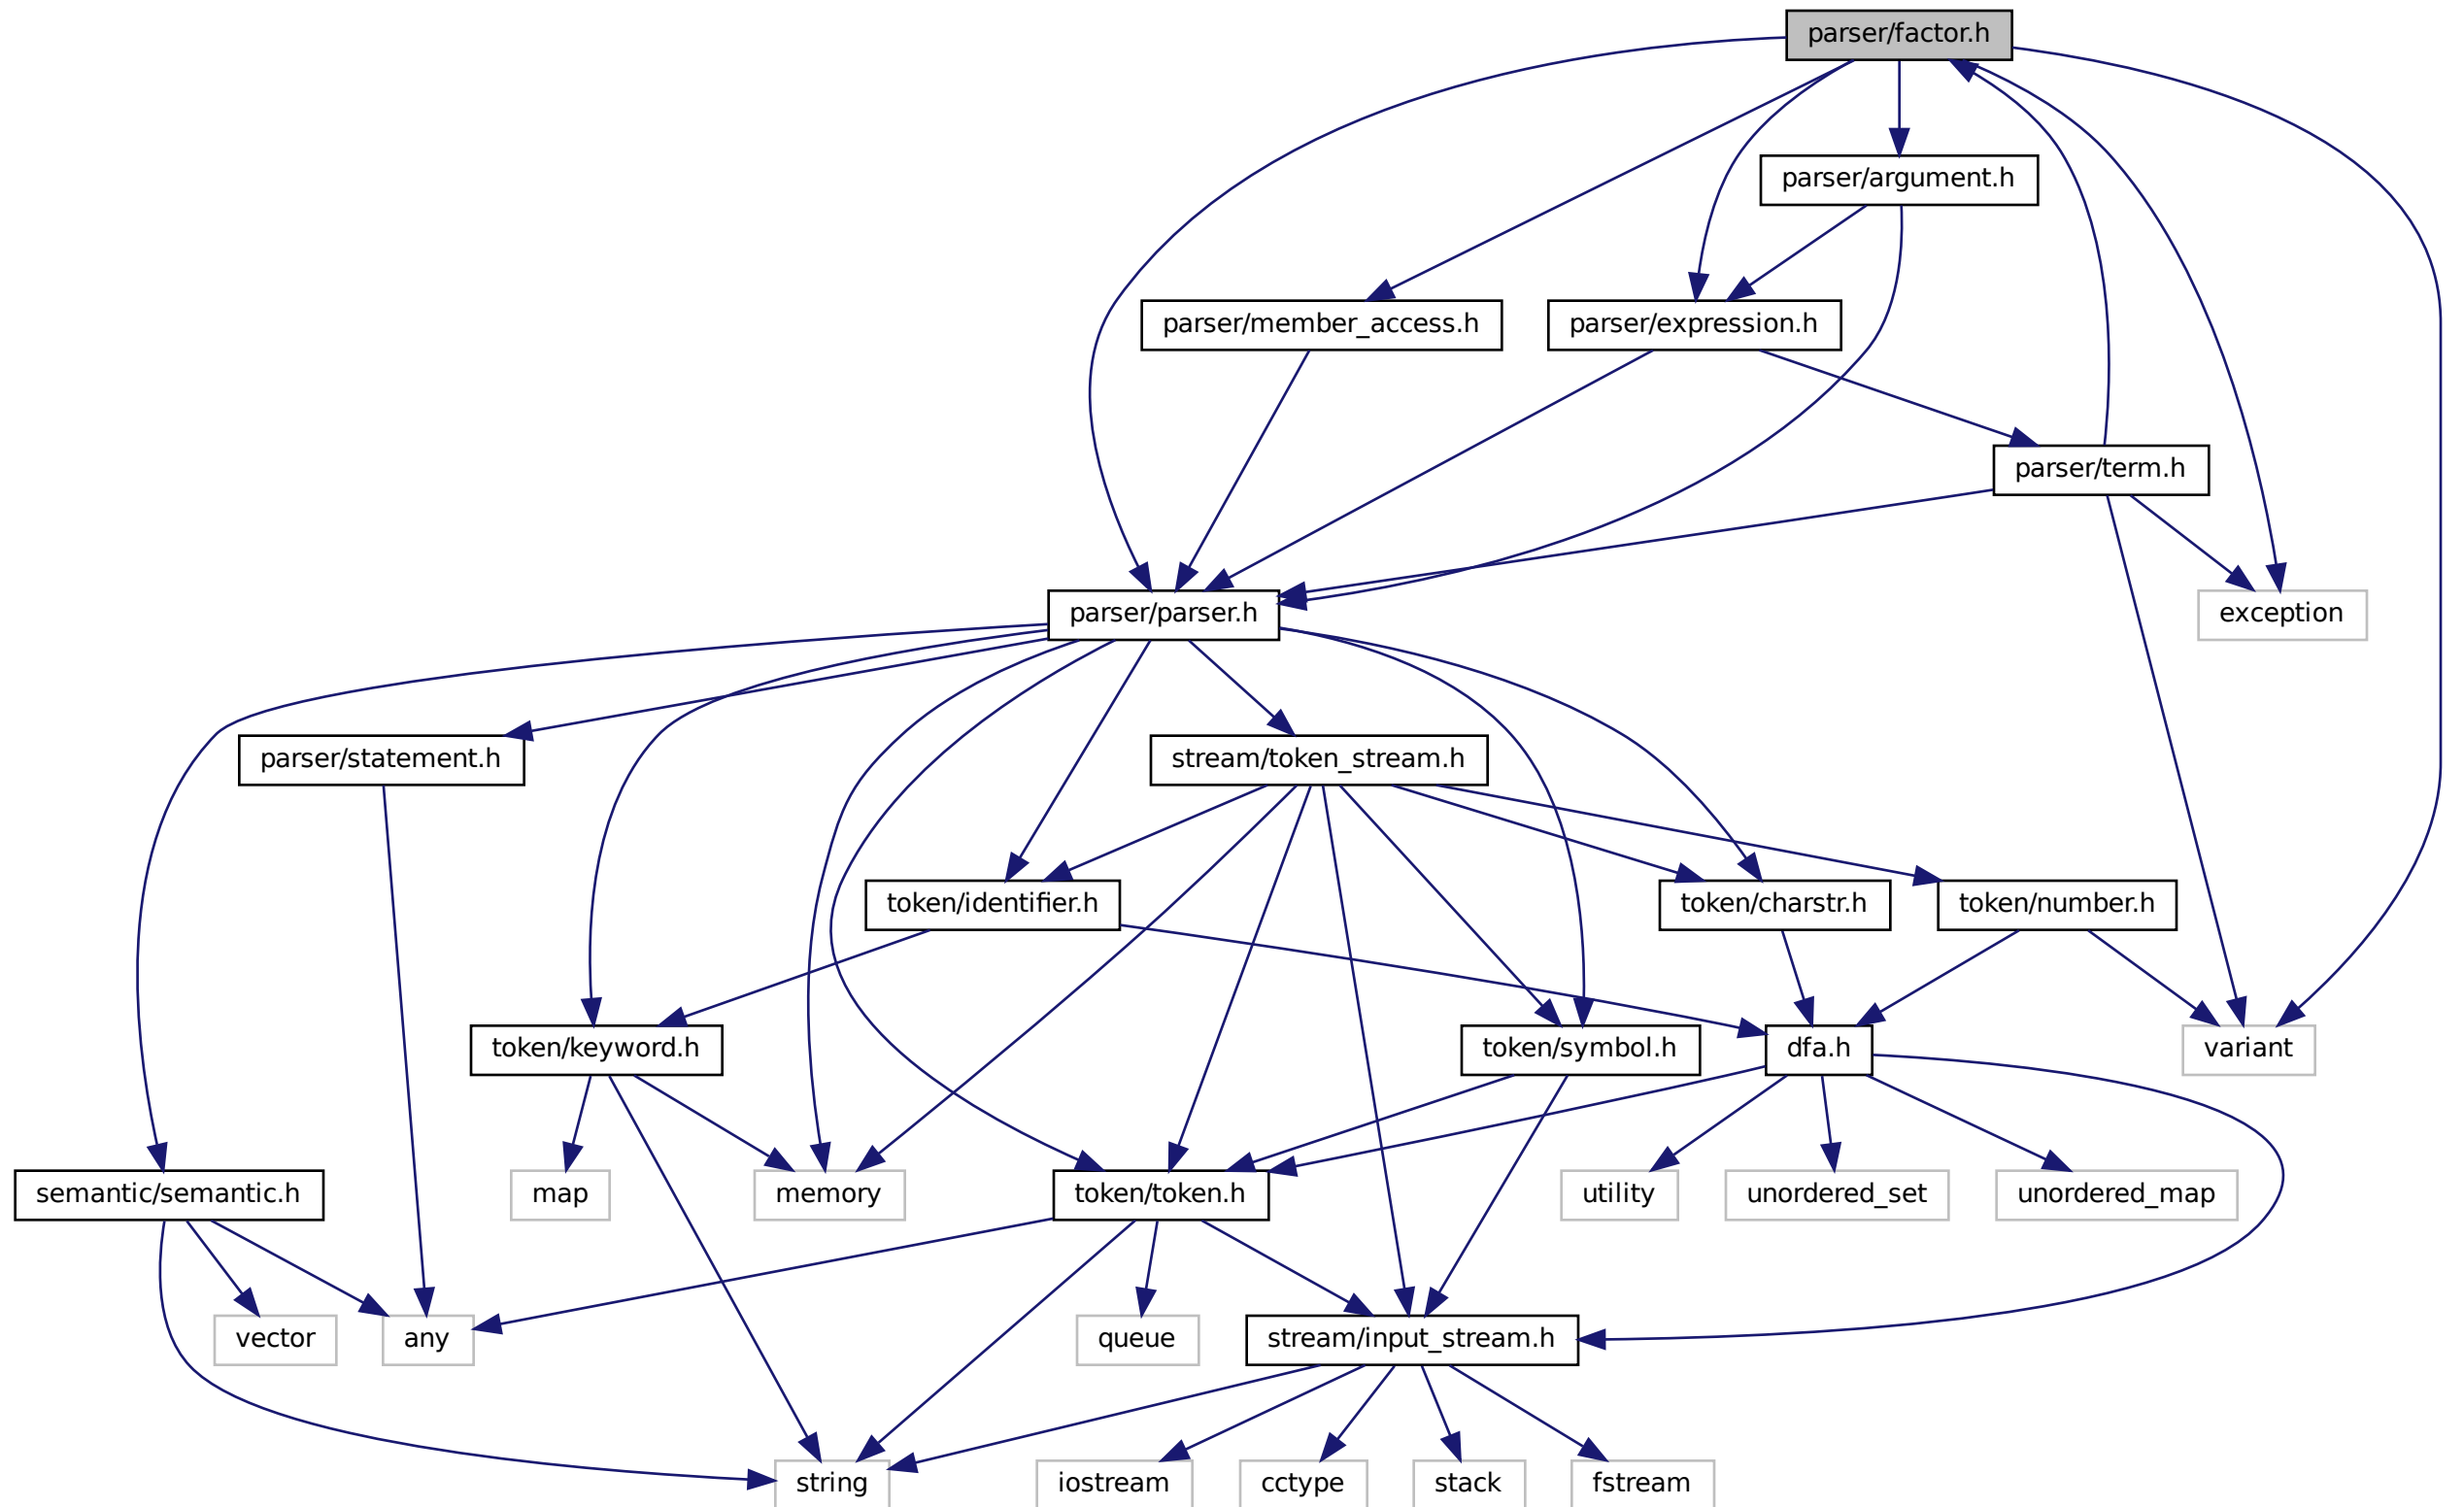 parser/factor.h
parser/argument.h
parser/member_access.h
parser/expression.h
parser/term.h
parser/parser.h
exception
parser/statement.h
stream/token_stream.h
token/identifier.h
token/charstr.h
token/number.h
token/keyword.h
token/symbol.h
dfa.h
variant
semantic/semantic.h
map
memory
token/token.h
utility
unordered_set
unordered_map
vector
any
queue
stream/input_stream.h
string
iostream
cctype
stack
fstream